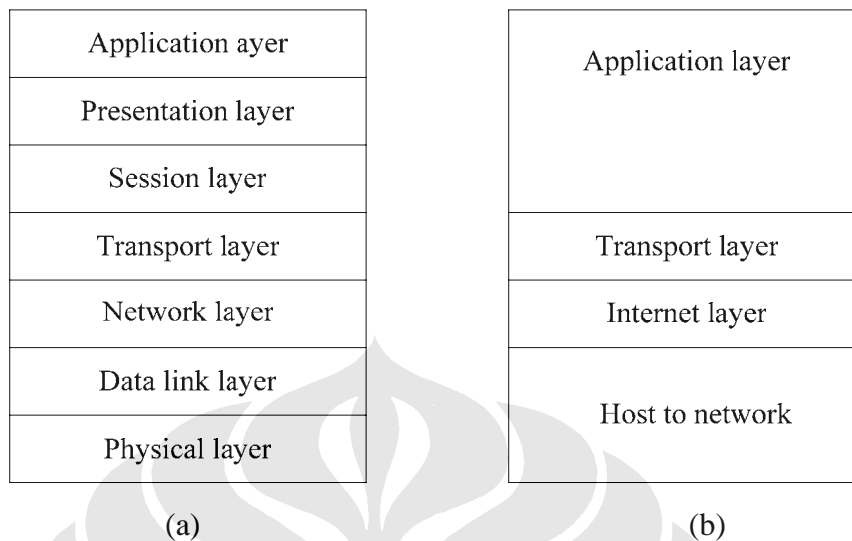 Application ayer
Presentation layer
Session layer
Transport layer
Network layer
Data link layer
Physical layer
(a)
Application layer
Transport layer
Internet layer
Host to network
(b)